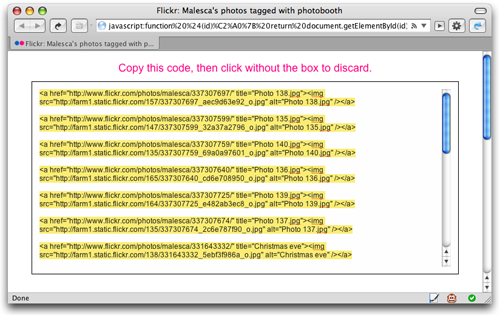 Flickr: Malesca's photos tagged with photobooth
javascript:function%20%24(id)%C2%A0%7B%20return%20document.getElementById(id)
Flickr: Malesca's photos tagged with p...
Copy this code, then click without the box to discard.
<a href="http://www.flickr.com/photos/malesca/337307697/" title="Photo 138.jpg"><img
src="http://farm1.static.flickr.com/157/337307697_aec9d63e92_o.jpg" alt="Photo 138.jpg" /></a>
<a href="http://www.flickr.com/photos/malesca/337307599/" title="Photo 135.jpg"><img
src="http://farm1.static.flickr.com/147/337307599_32a37a2796_o.jpg" alt="Photo 135.jpg" /></a>
<a href="http://www.flickr.com/photos/malesca/337307759/" title="Photo 140.jpg"><img
src="http://farm1.static.flickr.com/135/337307759_69a0a97601_o.jpg" alt="Photo 140.jpg" /></a>
<a href="http://www.flickr.com/photos/malesca/337307640/" title="Photo 136.jpg"><img
src="http://farm1.static.flickr.com/165/337307640_cd6e708950_o.jpg" alt="Photo 136.jpg" /></a>
<a href="http://www.flickr.com/photos/malesca/337307725/" title="Photo 139.jpg"><img
src="http://farm1.static.flickr.com/164/337307725_e482ab3ec8_o.jpg" alt="Photo 139.jpg" /></a>
<a href="http://www.flickr.com/photos/malesca/337307674/" title="Photo 137.jpg"><img
src="http://farm1.static.flickr.com/135/337307674_2c6e787f90_o.jpg" alt="Photo 137.jpg" /></a>
<a href="http://www.flickr.com/photos/malesca/331643332/" title="Christmas eve"><img
src="http://farm1.static.flickr.com/138/331643332_5ebf3f986a_o.jpg" alt="Christmas eve" /></a>
Done